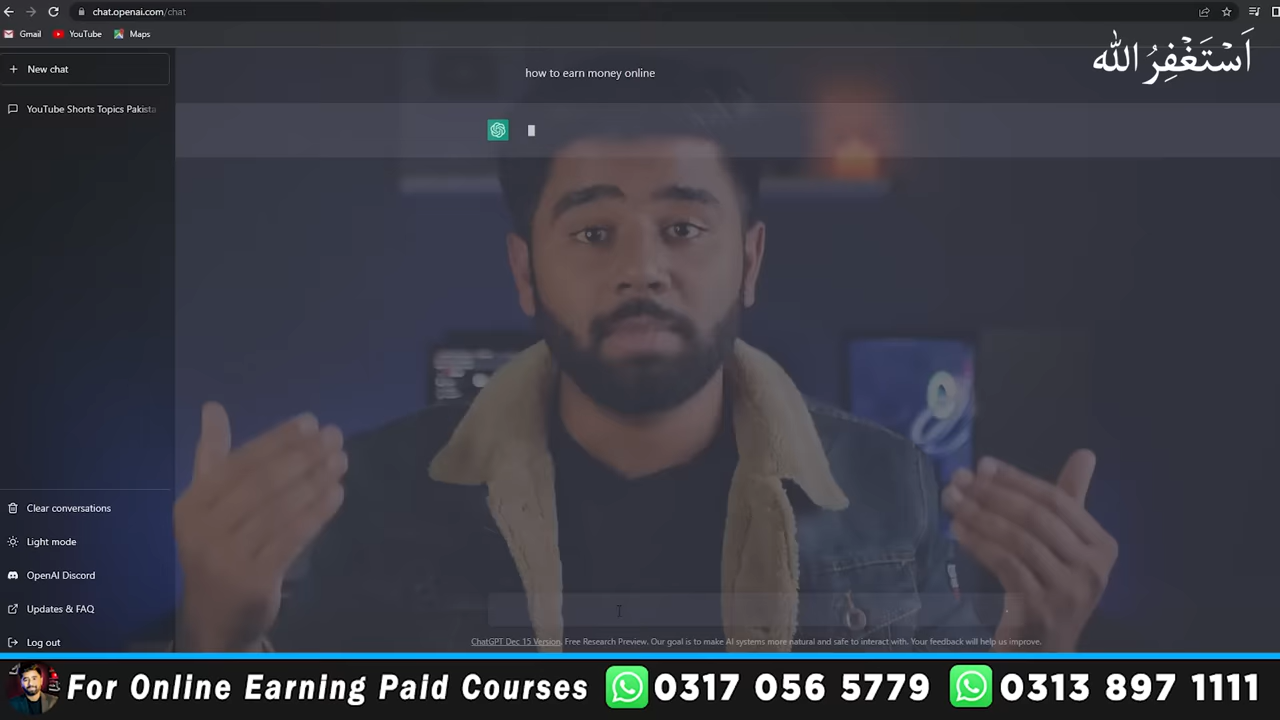 chat.openai.com/chat
Gmail YouTube Maps
أَسْتَغْفِرُ اللّٰه
New chat
how to earn money online
YouTube Shorts Topics Pakista
Clear conversations
Light mode
OpenAI Discord
Updates & FAQ
Log out
ChatGPT Dec 15 Version. Free Research Preview. Our goal is to make AI systems more natural and safe to interact with. Your feedback will help us improve.
For Online Earning Paid Courses 0317 056 5779 0313 897 1111